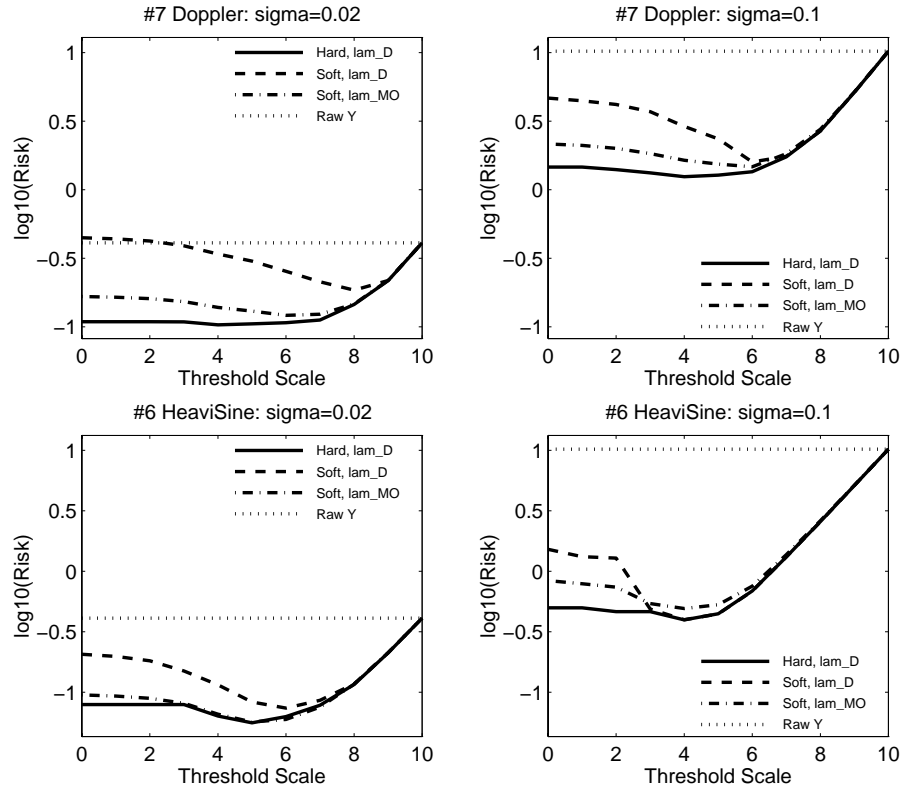 #7 Doppler: sigma=0.02
1
0.5
0
−0.5
−1
log10(Risk)
Hard, lam_D
Soft, lam_D
Soft, lam_MO
Raw Y
0 2 4 6 8 10
Threshold Scale
#7 Doppler: sigma=0.1
1
0.5
0
−0.5
−1
log10(Risk)
Hard, lam_D
Soft, lam_D
Soft, lam_MO
Raw Y
0 2 4 6 8 10
Threshold Scale
#6 HeaviSine: sigma=0.02
1
0.5
0
−0.5
−1
log10(Risk)
Hard, lam_D
Soft, lam_D
Soft, lam_MO
Raw Y
0 2 4 6 8 10
Threshold Scale
#6 HeaviSine: sigma=0.1
1
0.5
0
−0.5
−1
log10(Risk)
Hard, lam_D
Soft, lam_D
Soft, lam_MO
Raw Y
0 2 4 6 8 10
Threshold Scale